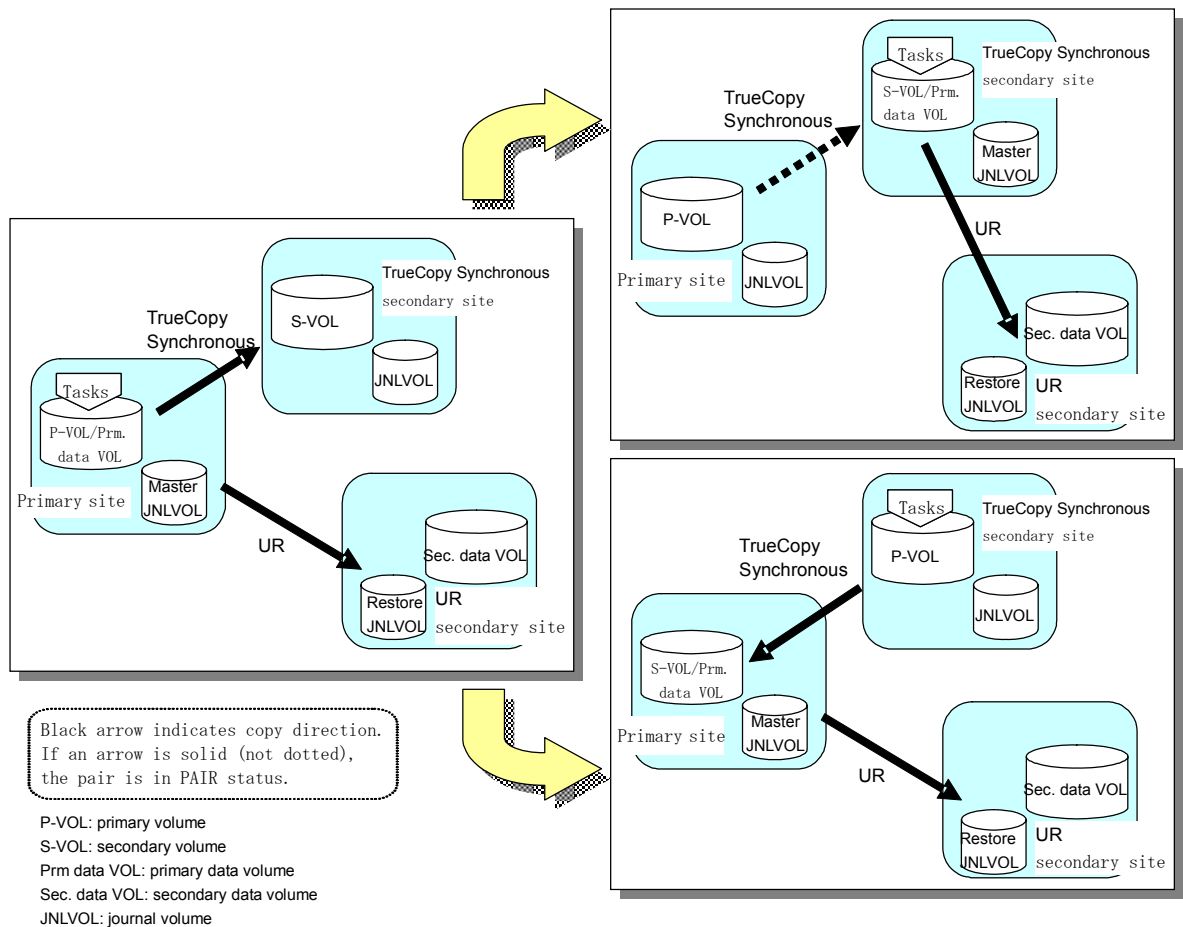 TrueCopy Synchronous
secondary site
S-VOL
JNLVOL
TrueCopy
Synchronous
Tasks
P-VOL/Prm.
data VOL
Master
JNLVOL
Primary site
UR
Sec. data VOL
Restore
JNLVOL
UR
secondary site
Tasks
TrueCopy Synchronous
secondary site
S-VOL/Prm.
data VOL
Master
JNLVOL
TrueCopy
Synchronous
P-VOL
Primary site
JNLVOL
UR
Sec. data VOL
Restore
JNLVOL
UR
secondary site
Tasks
TrueCopy Synchronous
secondary site
P-VOL
JNLVOL
TrueCopy
Synchronous
S-VOL/Prm.
data VOL
Master
JNLVOL
Primary site
UR
Sec. data VOL
Restore
JNLVOL
UR
secondary site
Black arrow indicates copy direction.
If an arrow is solid (not dotted),
the pair is in PAIR status.
P-VOL: primary volume
S-VOL: secondary volume
Prm data VOL: primary data volume
Sec. data VOL: secondary data volume
JNLVOL: journal volume